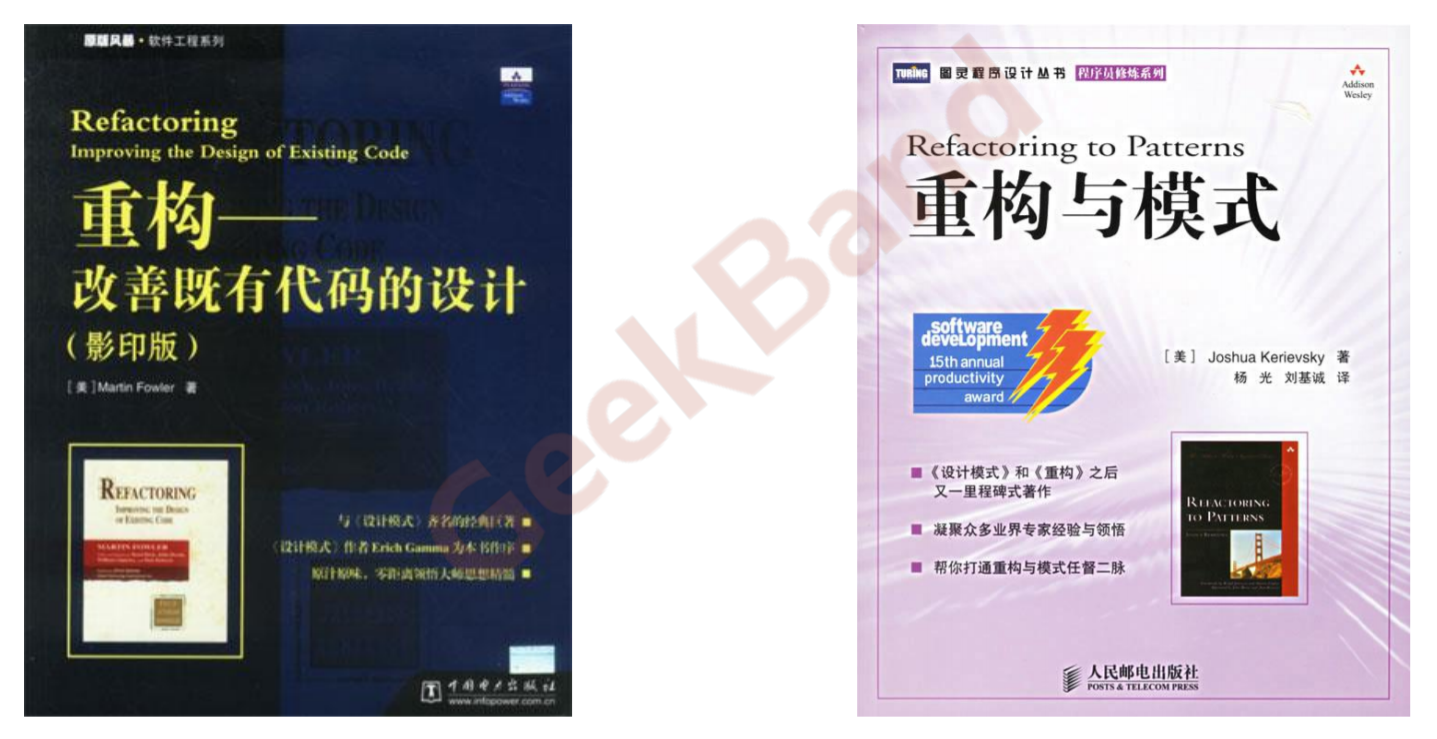 原版风暴·软件工程系列
Refactoring
Improving the Design of Existing Code
重构——
改善既有代码的设计
(影印版)
[美]Martin Fowler 著
REFACTORING
IMPROVING THE DESIGN
OF EXISTING CODE
MARTIN FOWLER
与《设计模式》齐名的经典巨著
《设计模式》作者Erich Gamma为本书作序
原汁原味,零距离领悟大师思想精髓
中国电力出版社
www.infopower.com.cn
TURING 图灵程序设计丛书 程序员修炼系列
Addison
Wesley
Refactoring to Patterns
重构与模式
software
development
15th annual
productivity
award
[美] Joshua Kerievsky 著
杨 光 刘基诚 译
《设计模式》和《重构》之后
又一里程碑式著作
凝聚众多业界专家经验与领悟
帮你打通重构与模式任督二脉
REFACTORING
TO PATTERNS
人民邮电出版社
POSTS & TELECOM PRESS
GeekBand